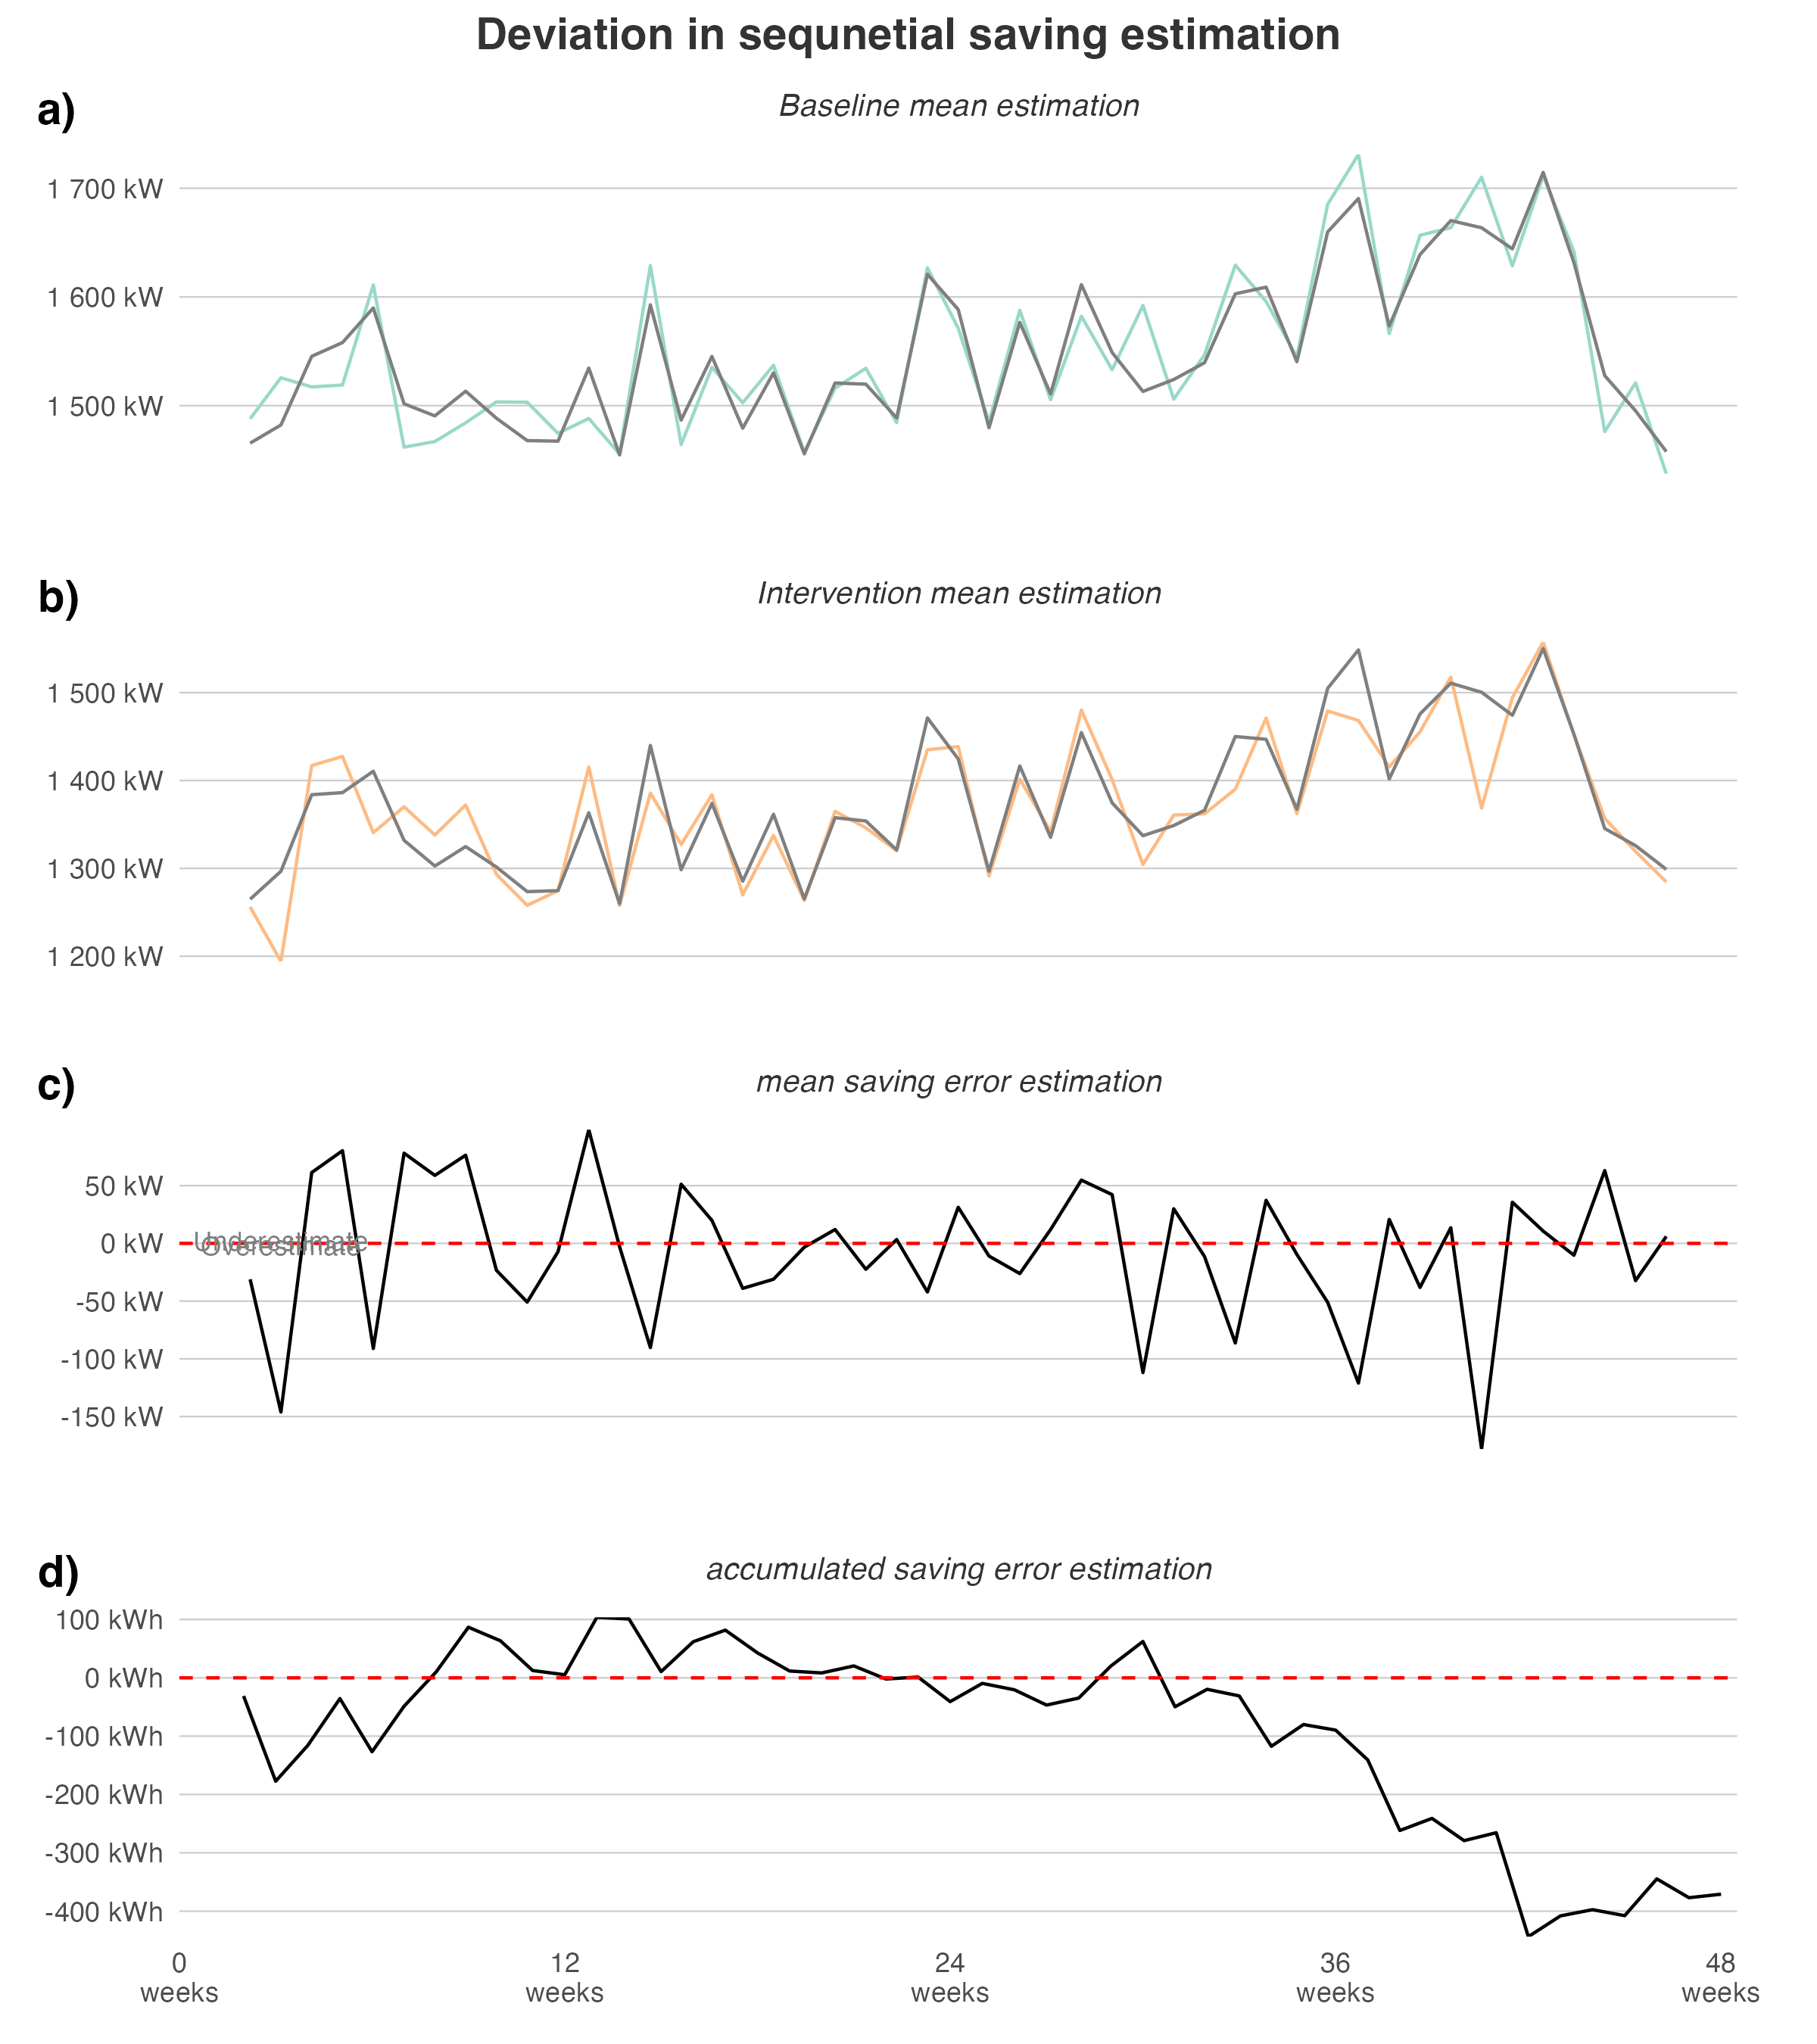 Deviation in sequnetial saving estimation
a)
Baseline mean estimation
1 700 kW
1 600 kW
1 500 kW
b)
Intervention mean estimation
1 500 kW
1 400 kW
1 300 kW
1 200 kW
c)
mean saving error estimation
50 kW
0 kW
Underestimate
Overestimate
-50 kW
-100 kW
-150 kW
d)
accumulated saving error estimation
100 kWh
0 kWh
-100 kWh
-200 kWh
-300 kWh
-400 kWh
0 12 24 36 48
weeks weeks weeks weeks weeks